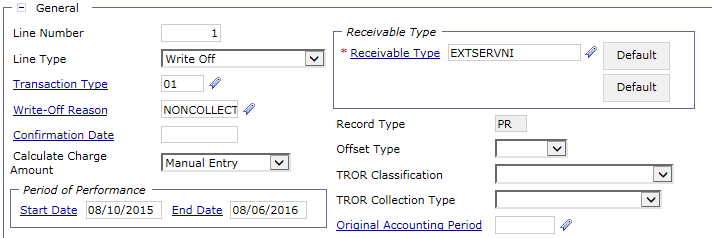 General
Line Number 1
Line Type Write Off
Transaction Type 01
Write-Off Reason NONCOLLECT
Confirmation Date
Calculate Charge
Amount Manual Entry
Period of Performance
Start Date 08/10/2015 End Date 08/06/2016
Receivable Type
* Receivable Type EXTSERVNI Default
Default
Record Type PR
Offset Type
TROR Classification
TROR Collection Type
Original Accounting Period